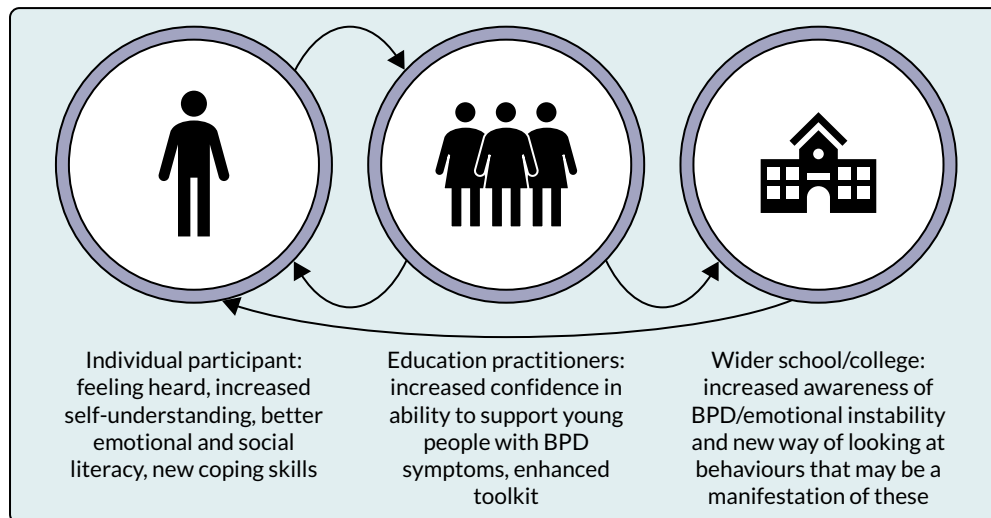 Individual participant:
feeling heard, increased
self-understanding, better
emotional and social
literacy, new coping skills
Education practitioners:
increased confidence in
ability to support young
people with BPD
symptoms, enhanced
toolkit
Wider school/college:
increased awareness of
BPD/emotional instability
and new way of looking at
behaviours that may be a
manifestation of these